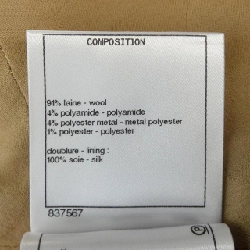 COMPOSITION
94% laine - wool
4% polyamide - polyamide
4% polyester metal - metal polyester
1% polyester - polyester
doublure - lining :
100% soie - silk
837567